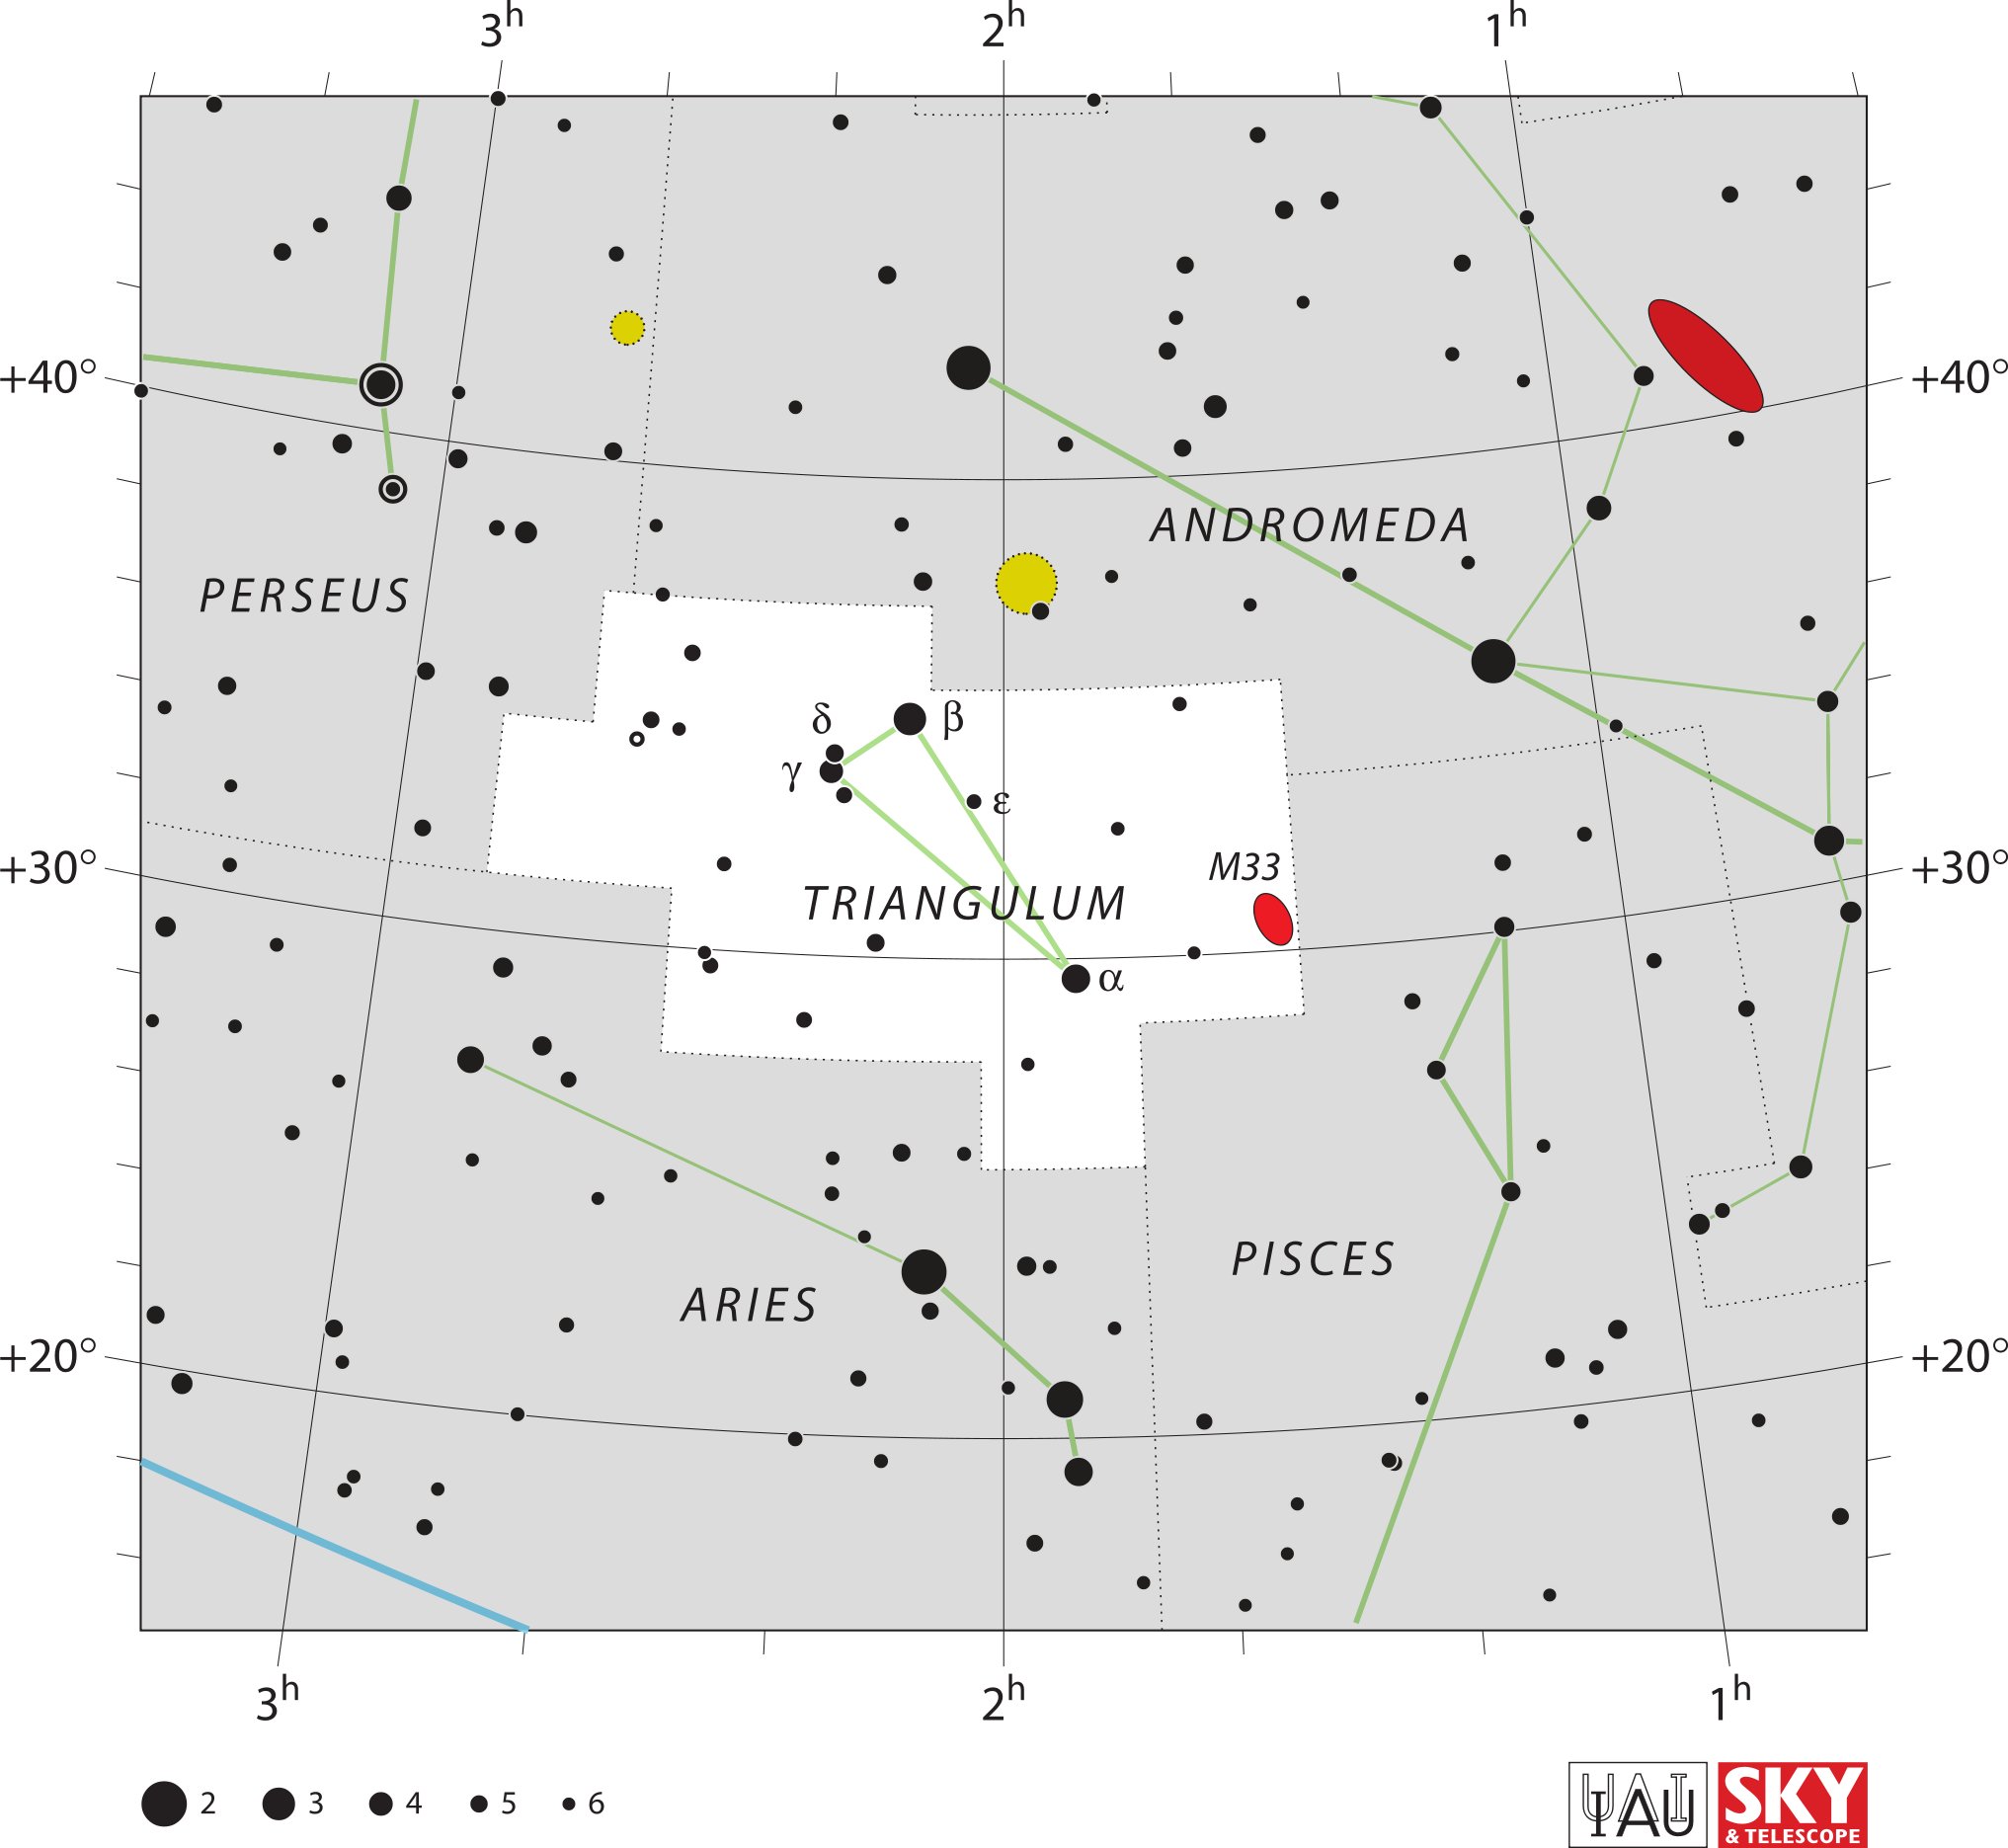 3h 2h 1h
+40° +40°
ANDROMEDA
PERSEUS
δ β
γ
ε
M33
+30° +30°
TRIANGULUM
α
PISCES
ARIES
+20° +20°
3h 2h 1h
2 3 4 5 6
IAU
SKY
& TELESCOPE